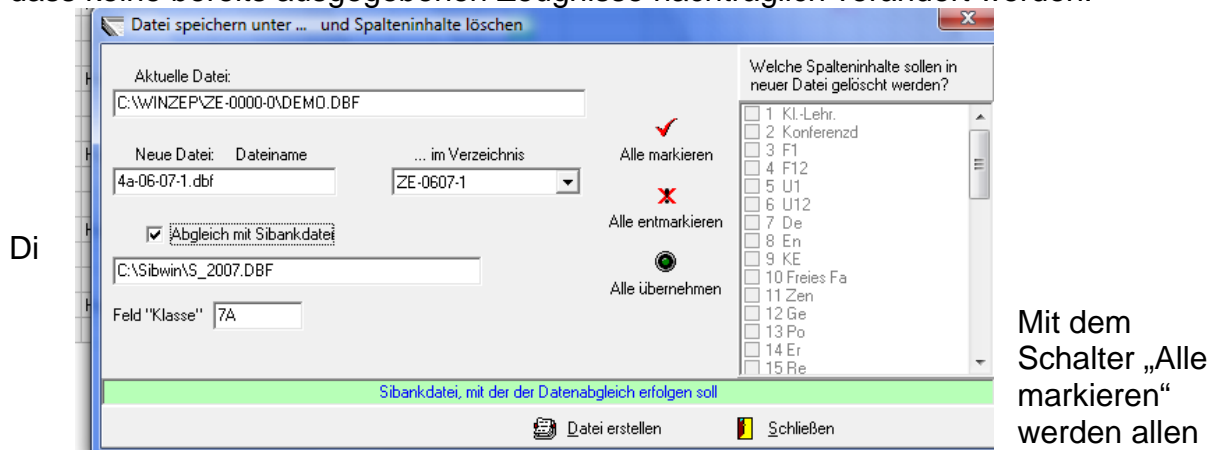 dass keine bereits ausgegebenen Zeugnisse nachträglich verändert werden.
Datei speichern unter ... und Spalteninhalte löschen
Aktuelle Datei:
C:\WINZEP\ZE-0000-0\DEMO.DBF
Neue Datei: Dateiname
... im Verzeichnis
4a-06-07-1.dbf
ZE-0607-1
Abgleich mit Sibankdatei
C:\Sibwin\S_2007.DBF
Feld "Klasse" 7A
Alle markieren
Alle entmarkieren
Alle übernehmen
Welche Spalteninhalte sollen in
neuer Datei gelöscht werden?
1 Kl.-Lehr.
2 Konferenzd
3 F1
4 F12
5 U1
6 U12
7 De
8 En
9 KE
10 Freies Fa
11 Zen
12 Ge
13 Po
14 Er
15 Re
Sibankdatei, mit der der Datenabgleich erfolgen soll
Datei erstellen
Schließen
Di
Mit dem
Schalter „Alle
markieren“
werden allen